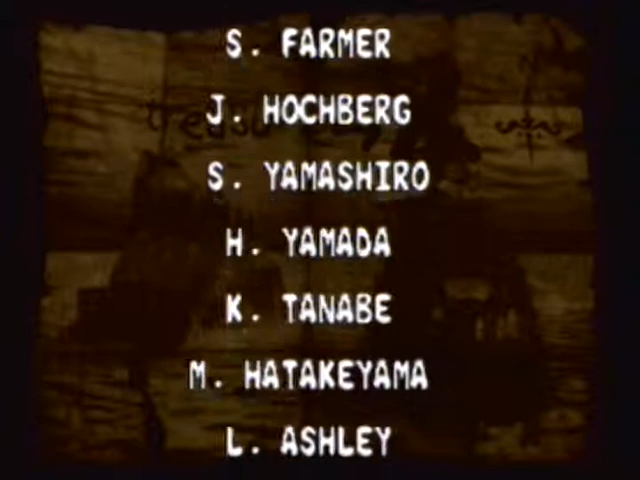 S. FARMER
J. HOCHBERG
S. YAMASHIRO
H. YAMADA
K. TANABE
M. HATAKEYAMA
L. ASHLEY